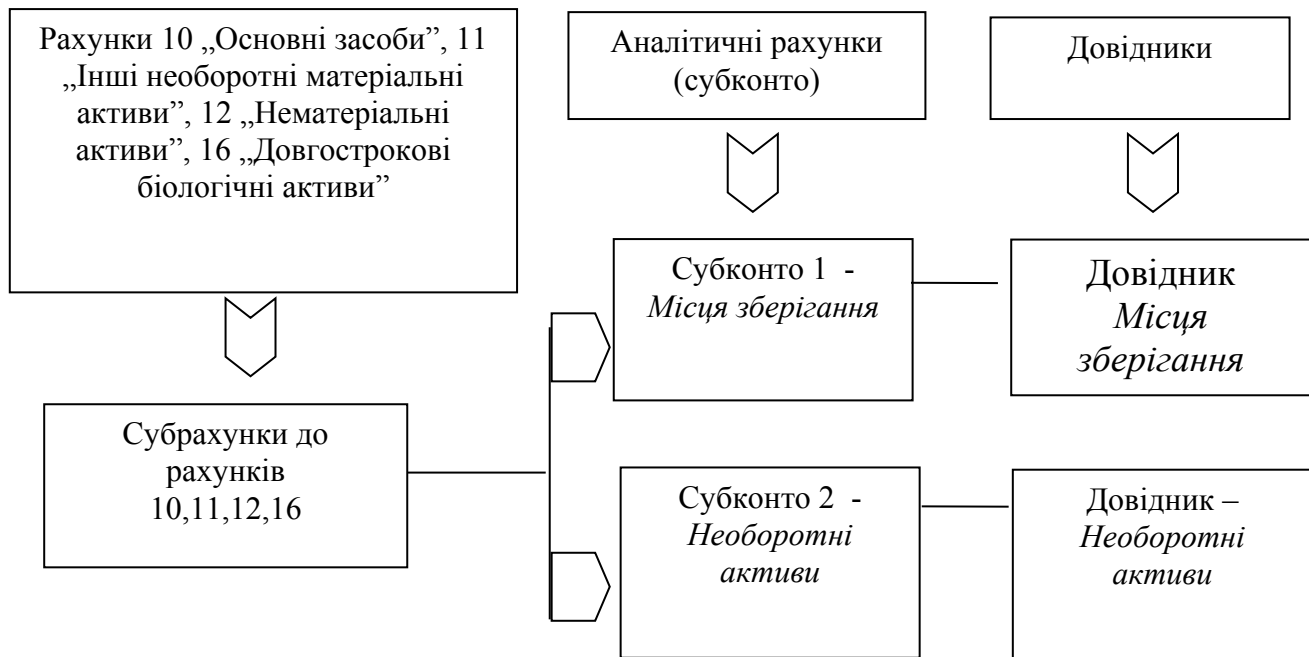 Рахунки 10 „Основні засоби”, 11
„Інші необоротні матеріальні
активи”, 12 „Нематеріальні
активи”, 16 „Довгострокові
біологічні активи”
Аналітичні рахунки
(субконто)
Довідники
Субрахунки до
рахунків
10,11,12,16
Субконто 1 -
Місця зберігання
Довідник
Місця
зберігання
Субконто 2 -
Необоротні
активи
Довідник –
Необоротні
активи